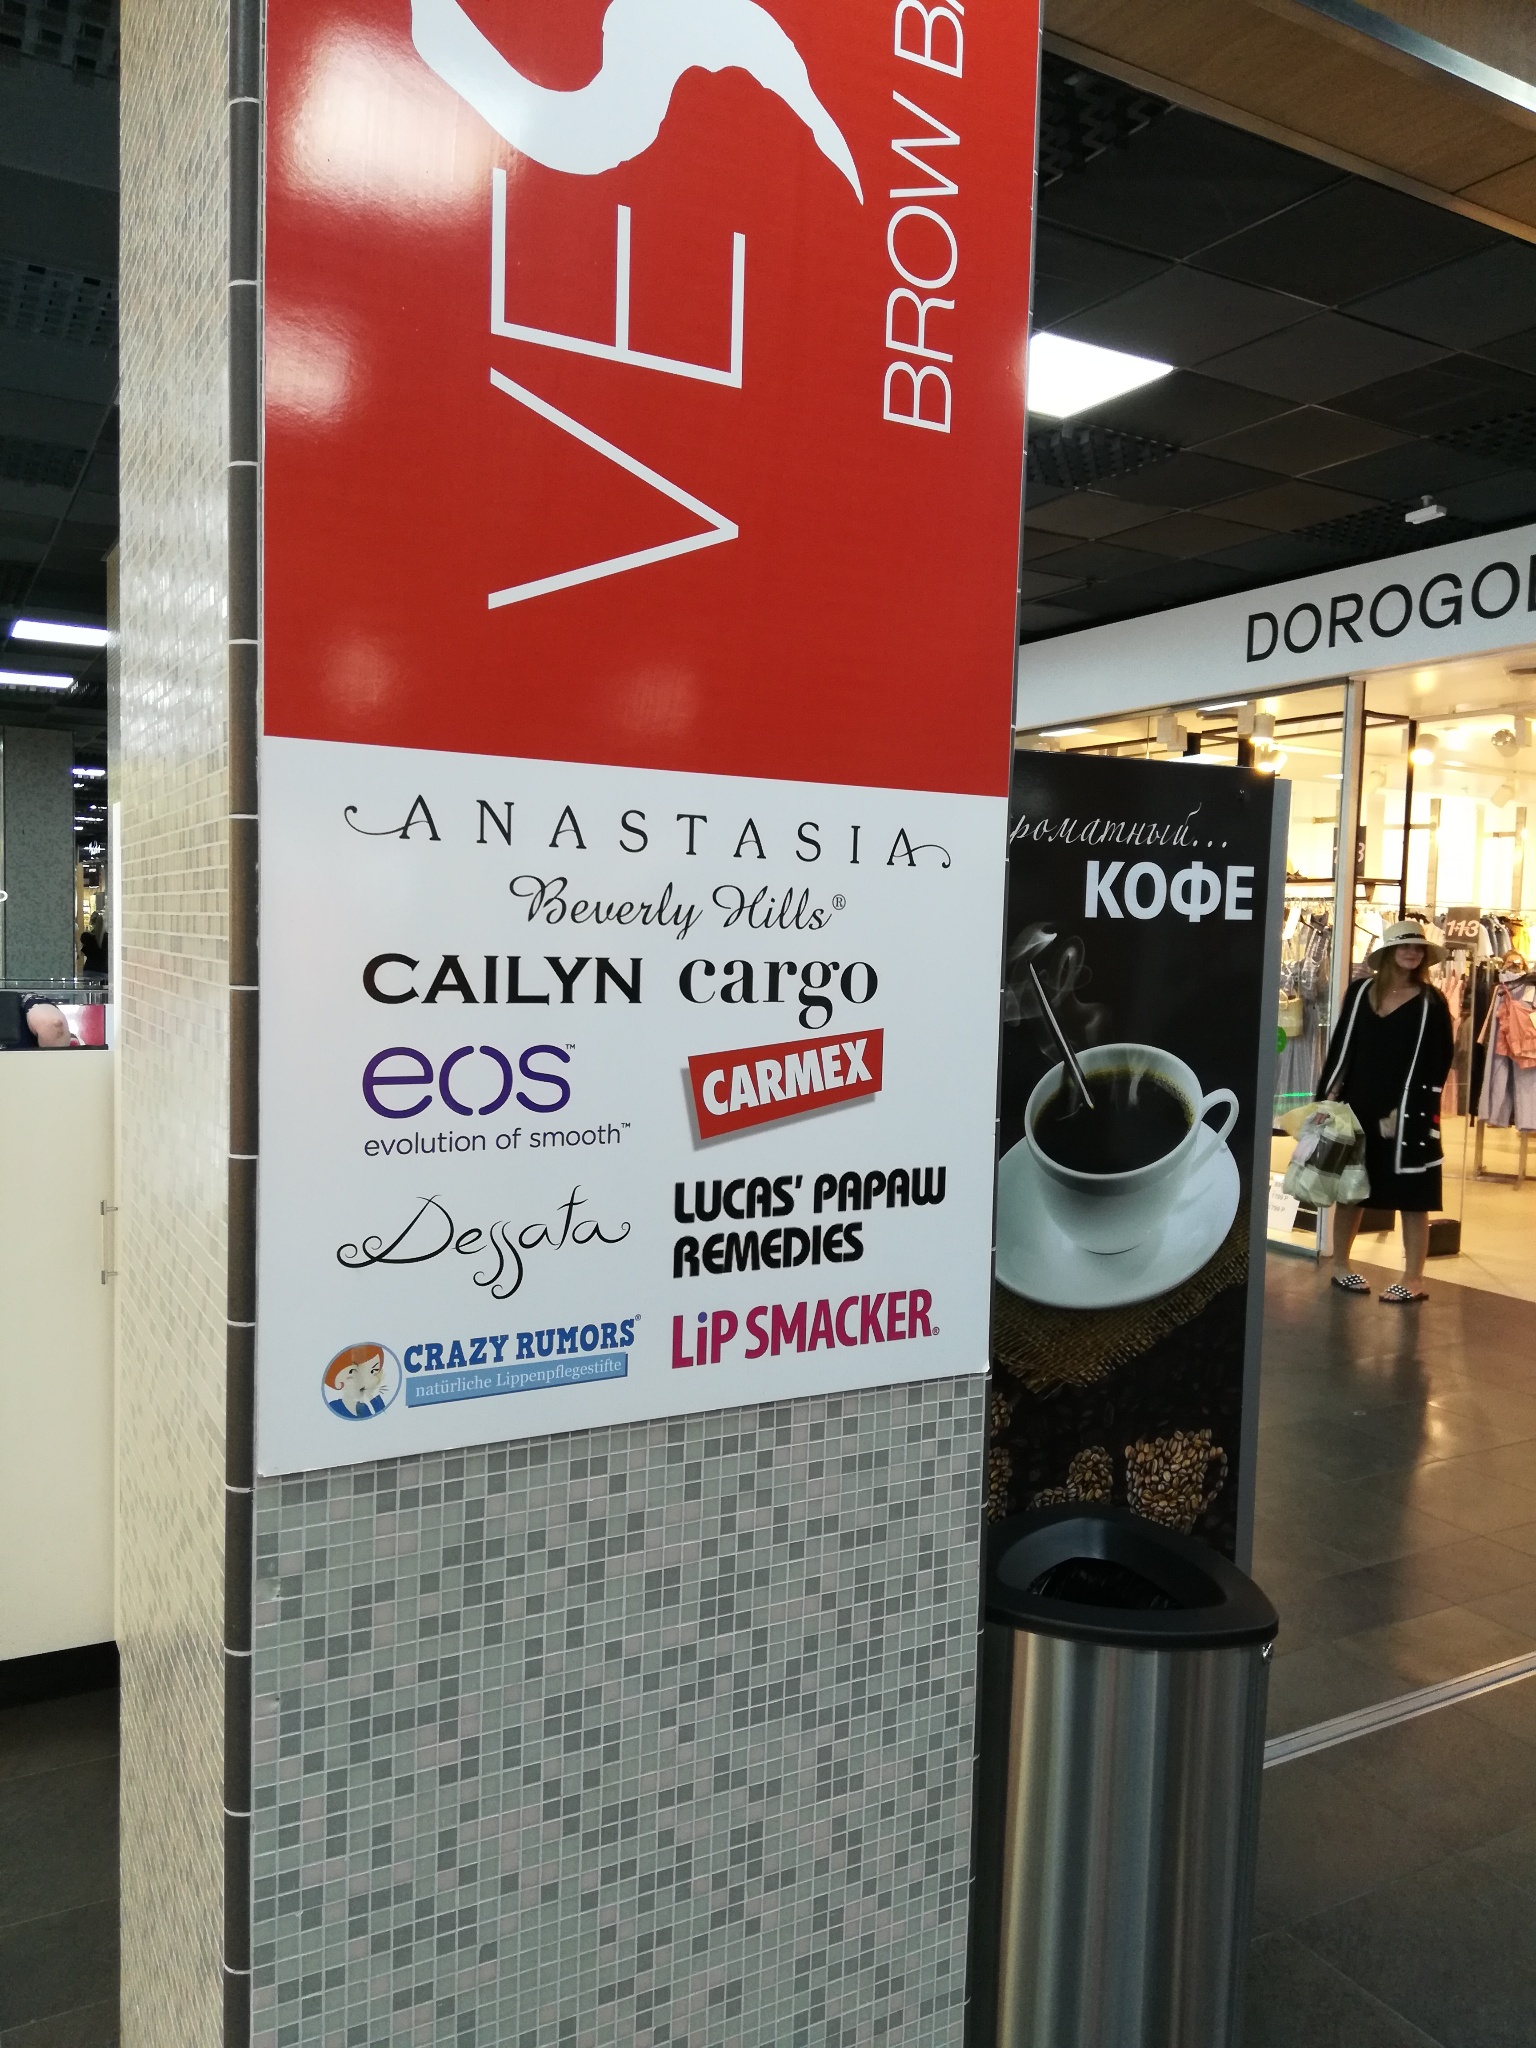 VES
BROW BA
ANASTASIA
Beverly Hills®
CAILYN cargo
eos™
evolution of smooth™
CARMEX
Dessata
LUCAS' PAPAW
REMEDIES
CRAZY RUMORS®
natürliche Lippenpflegestifte
LiP SMACKER®
роматный...
КОФЕ
DOROGO
113